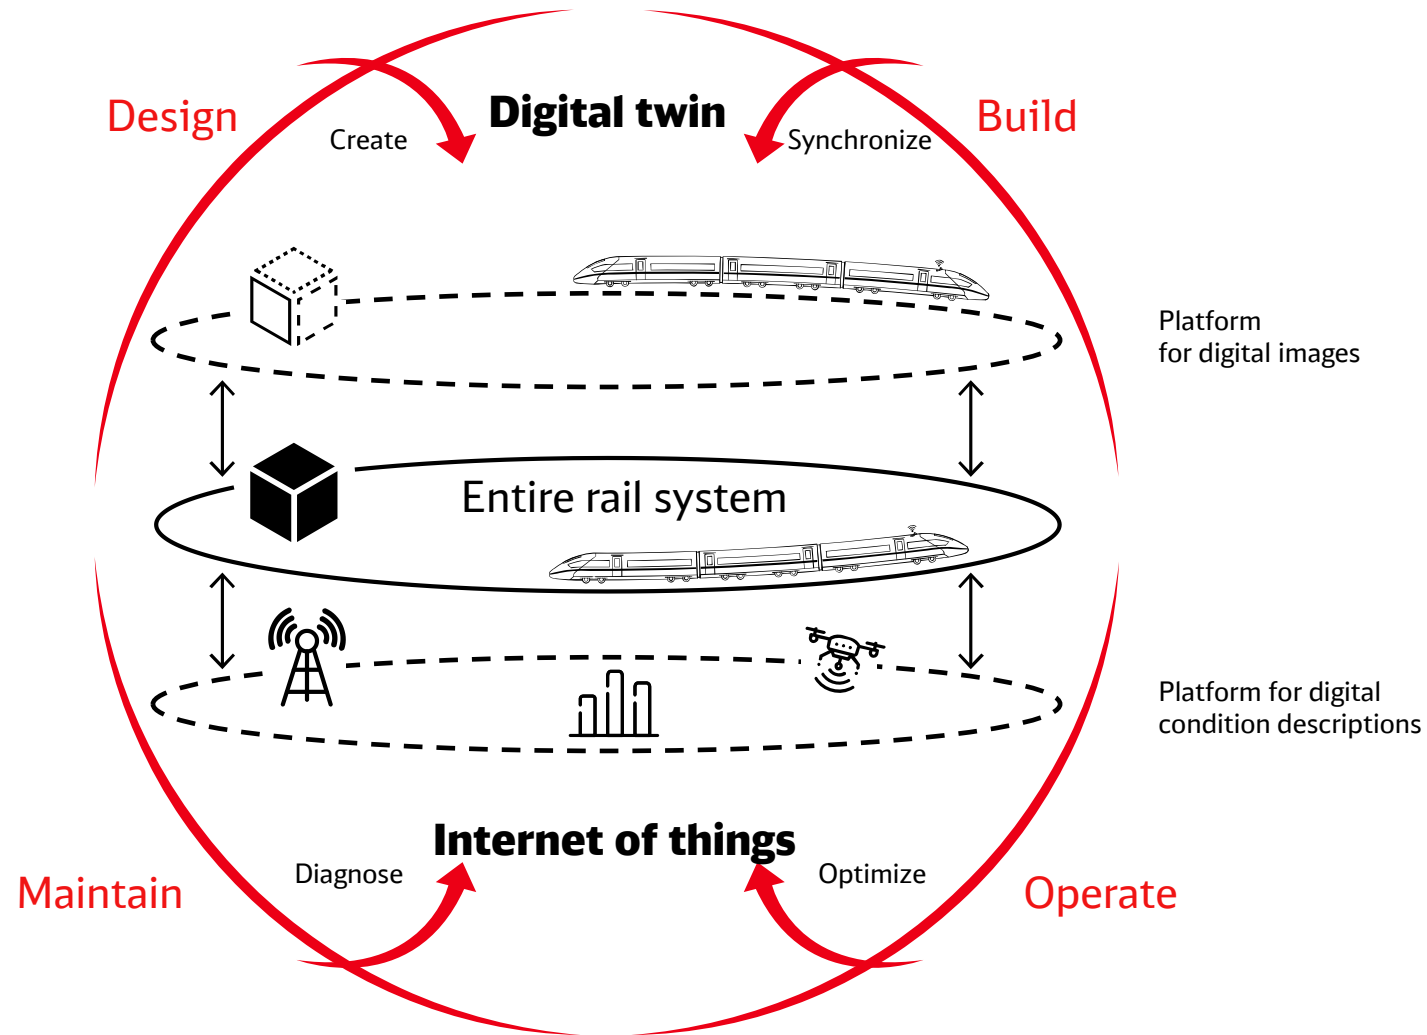 Digital twin
Design
Build
Create
Synchronize
Platform
for digital images
Entire rail system
Platform for digital
condition descriptions
Internet of things
Diagnose
Optimize
Maintain
Operate